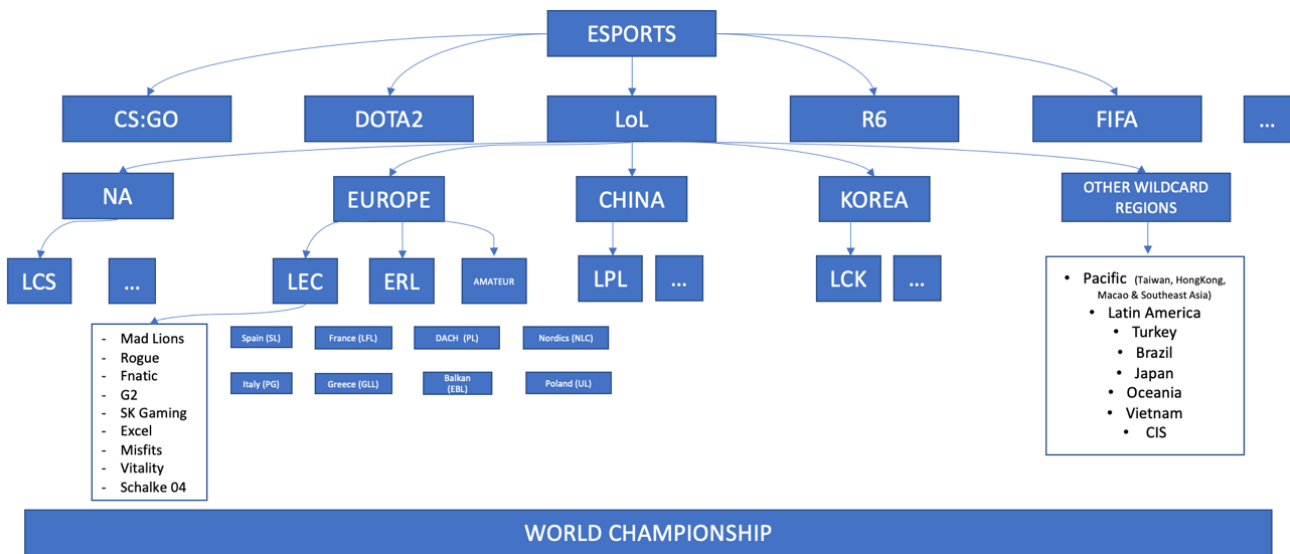 ESPORTS
CS:GO
DOTA2
LoL
R6
FIFA
...
NA
EUROPE
CHINA
KOREA
OTHER WILDCARD
REGIONS
LCS
...
LEC
ERL
AMATEUR
LPL
...
LCK
...
- Mad Lions
- Rogue
- Fnatic
- G2
- SK Gaming
- Excel
- Misfits
- Vitality
- Schalke 04
Spain (SL)
France (LFL)
DACH (PL)
Nordics (NLC)
Italy (PG)
Greece (GLL)
Balkan
(EBL)
Poland (UL)
• Pacific (Taiwan, HongKong,
Macao & Southeast Asia)
• Latin America
• Turkey
• Brazil
• Japan
• Oceania
• Vietnam
• CIS
WORLD CHAMPIONSHIP